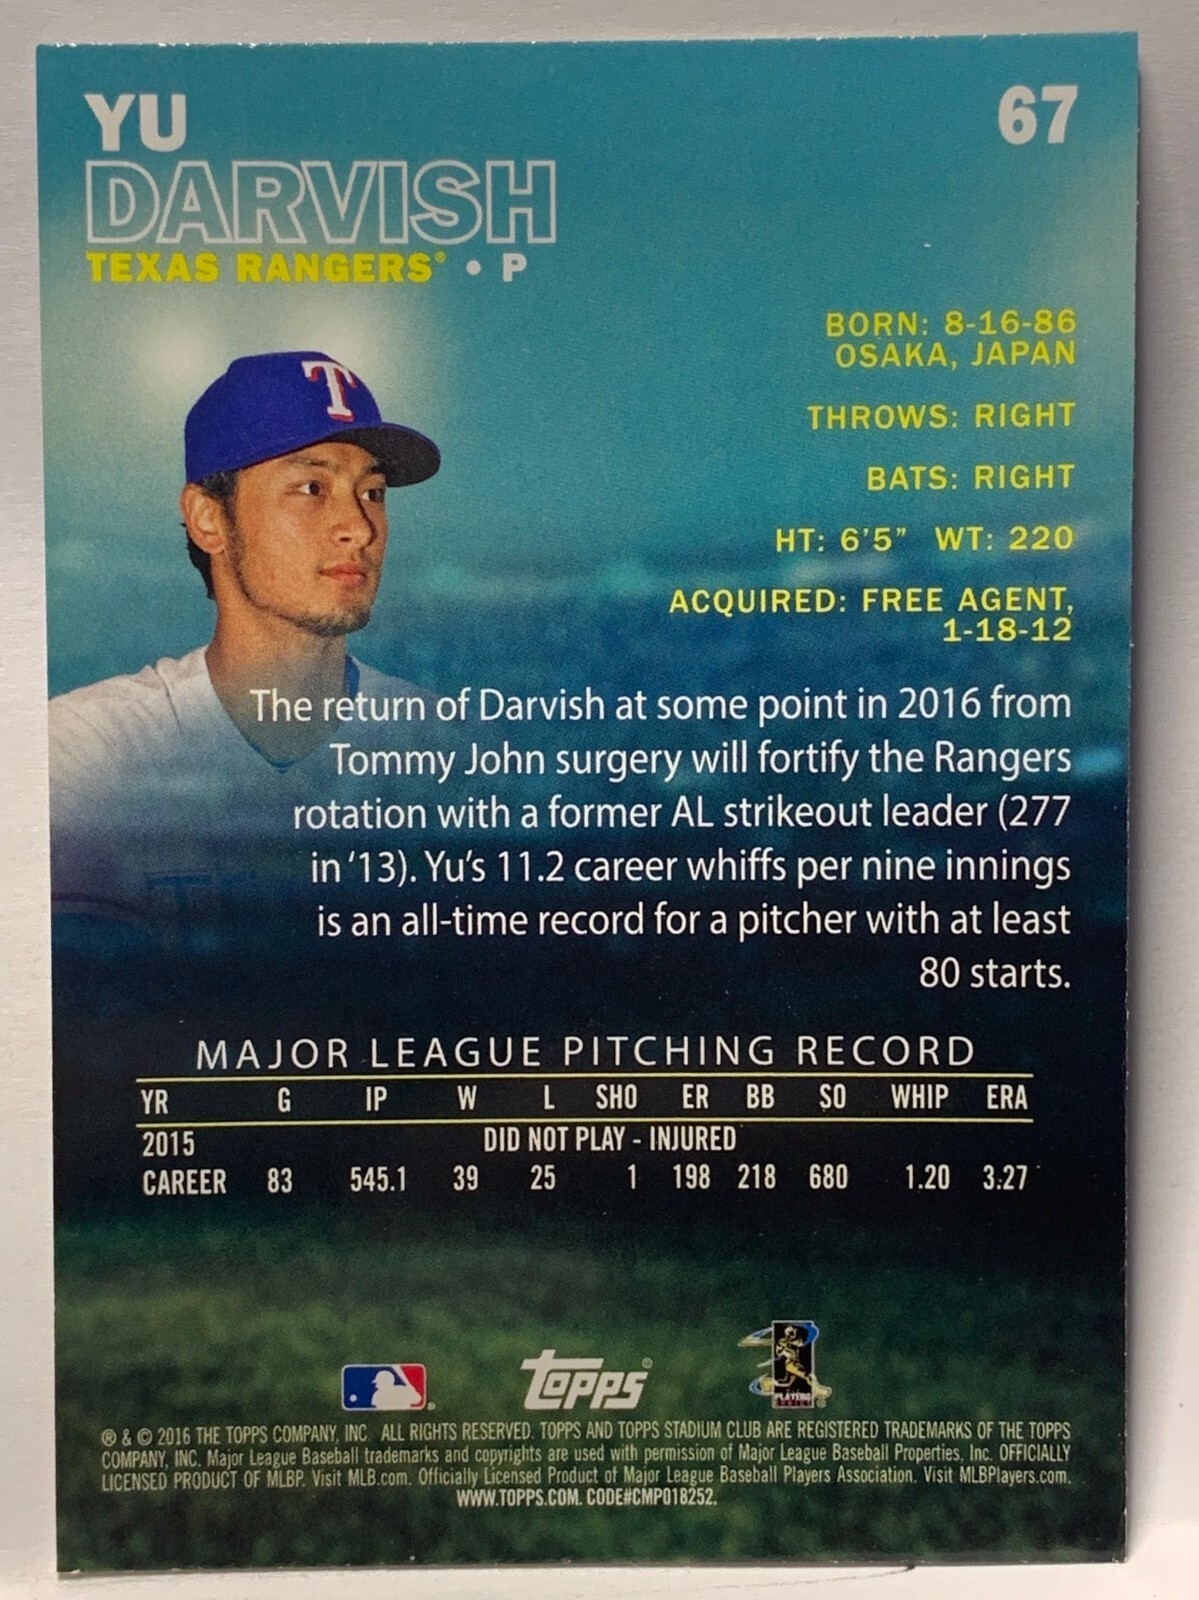 YU
67
DARVISH
TEXAS RANGERS® • P
BORN: 8-16-86
OSAKA, JAPAN
THROWS: RIGHT
BATS: RIGHT
HT: 6'5" WT: 220
ACQUIRED: FREE AGENT,
1-18-12
The return of Darvish at some point in 2016 from
Tommy John surgery will fortify the Rangers
rotation with a former AL strikeout leader (277
in '13). Yu's 11.2 career whiffs per nine innings
is an all-time record for a pitcher with at least
80 starts.
MAJOR LEAGUE PITCHING RECORD
YR G IP W L SHO ER BB SO WHIP ERA
2015 DID NOT PLAY - INJURED
CAREER 83 545.1 39 25 1 198 218 680 1.20 3.27
T
topps®
PLAYERS
® & © 2016 THE TOPPS COMPANY, INC ALL RIGHTS RESERVED. TOPPS AND TOPPS STADIUM CLUB ARE REGISTERED TRADEMARKS OF THE TOPPS
COMPANY, INC. Major League Baseball trademarks and copyrights are used with permission of Major League Baseball Properties, Inc. OFFICIALLY
LICENSED PRODUCT OF MLBP. Visit MLB.com. Officially Licensed Product of Major League Baseball Players Association. Visit MLBPlayers.com.
WWW.TOPPS.COM. CODE#CMP018252.